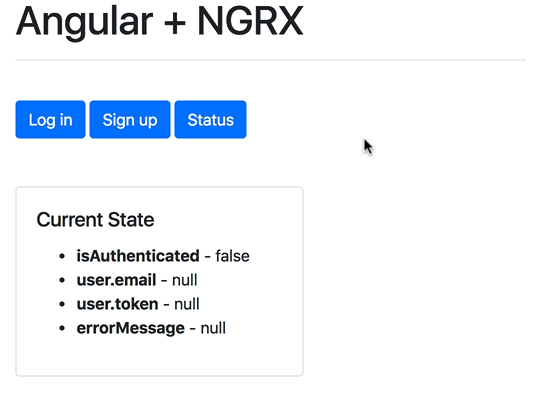 Angular + NGRX
Log in Sign up Status
Current State
• isAuthenticated - false
• user.email - null
• user.token - null
• errorMessage - null